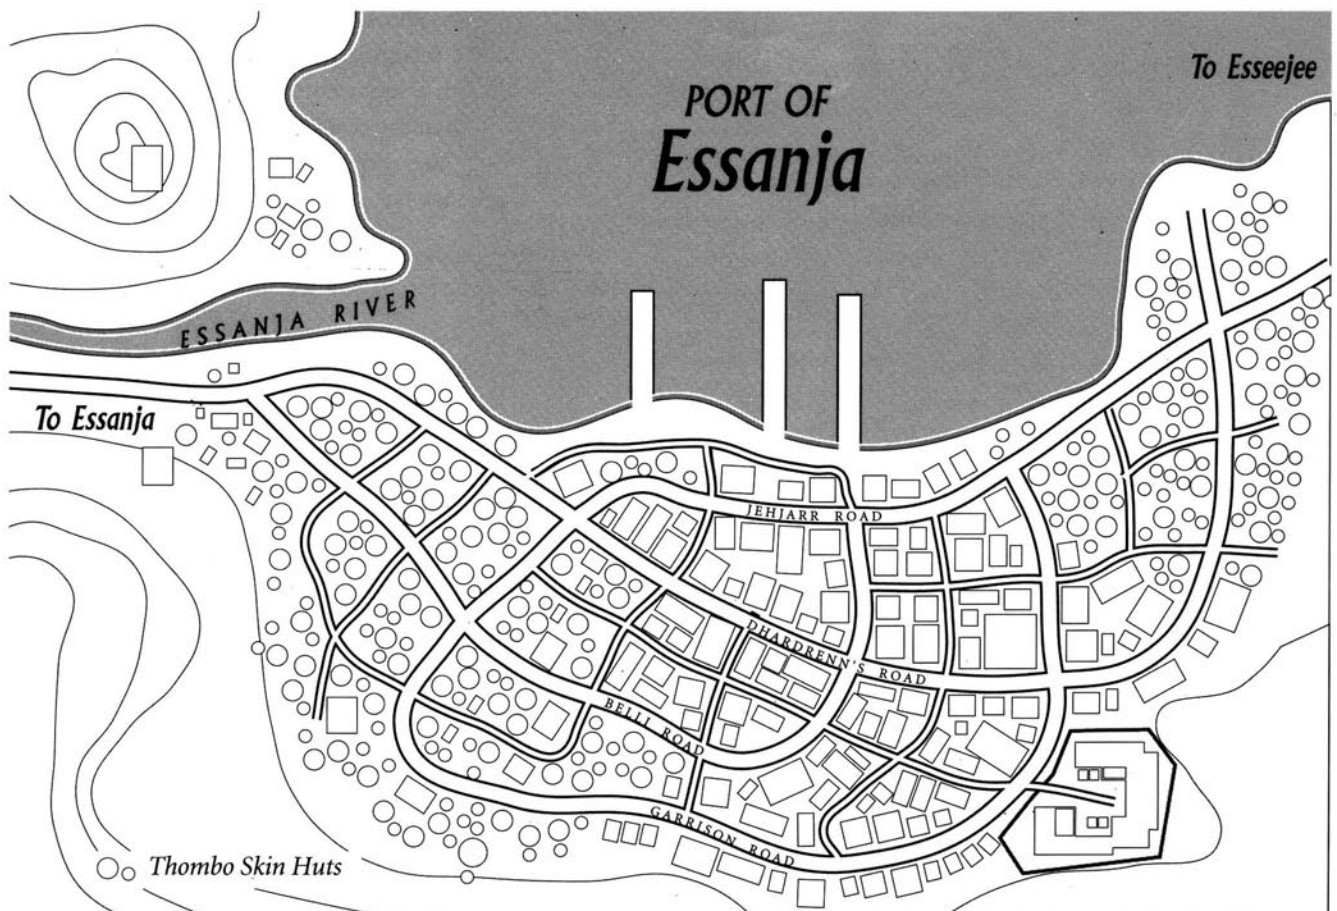 To Esseejee
PORT OF
Essanja
ESSANJA RIVER
To Essanja
JEHJARR ROAD
DHARDRENN'S ROAD
BELLI ROAD
GARRISON ROAD
Thombo Skin Huts